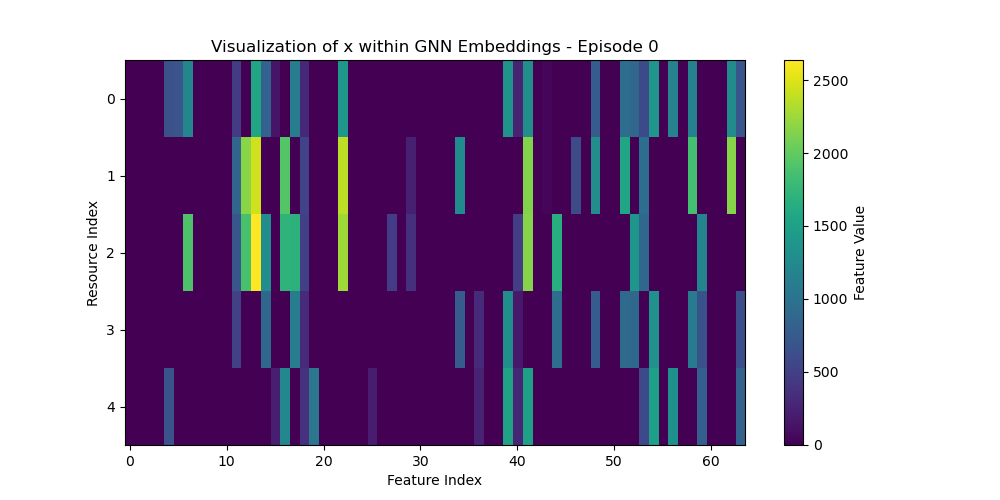 Visualization of x within GNN Embeddings - Episode 0
Resource Index
0
1
2
3
4
0 10 20 30 40 50 60
Feature Index
2500
2000
1500
1000
500
0
Feature Value